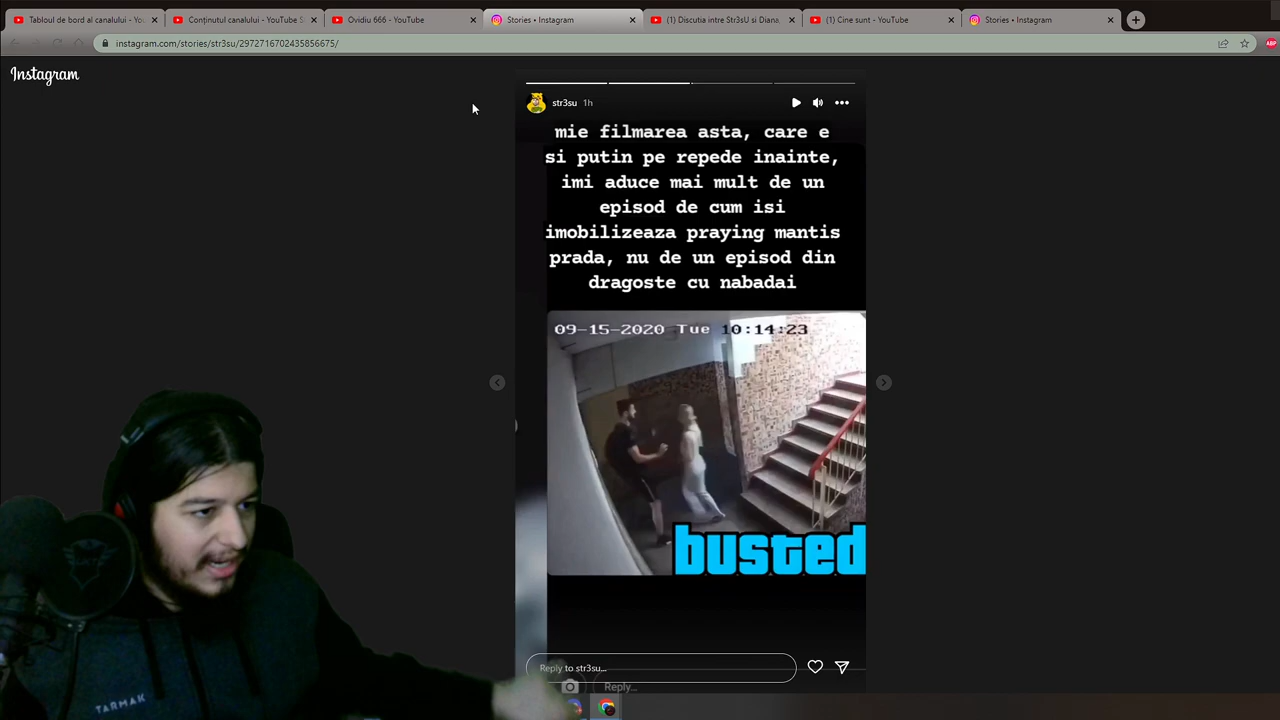 Tabloul de bord al canalului - You
Conținutul canalului - YouTube S
Ovidiu 666 - YouTube
Stories • Instagram
(1) Discutia intre Str3sU si Diana
(1) Cine sunt - YouTube
Stories • Instagram
instagram.com/stories/str3su/2972716702435856675/
ABP
Instagram
str3su 1h
mie filmarea asta, care e
si putin pe repede inainte,
imi aduce mai mult de un
episod de cum isi
imobilizeaza praying mantis
prada, nu de un episod din
dragoste cu nabadai
09-15-2020 Tue 10:14:23
busted
Reply to str3su...
Reply...
TARMAK